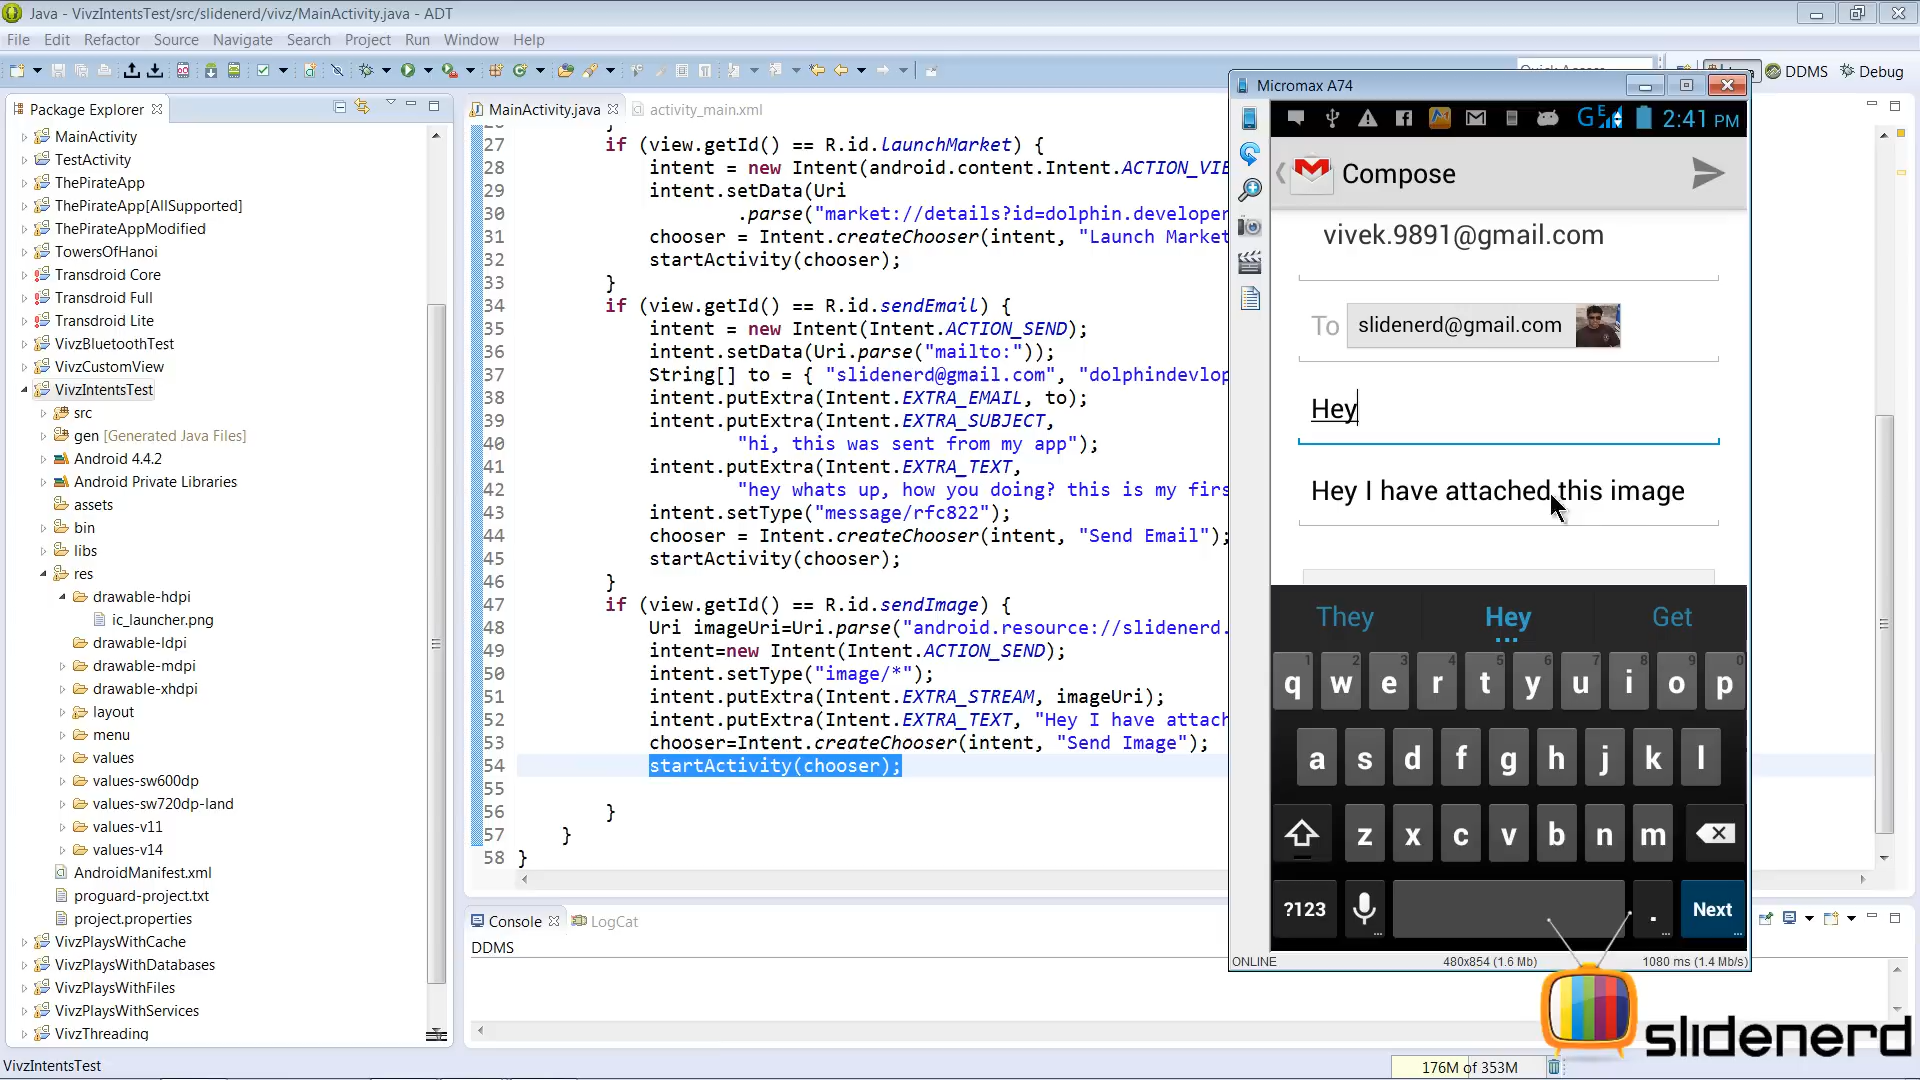 Java - VivzIntentsTest/src/slidenerd/vivz/MainActivity.java - ADT
File Edit Refactor Source Navigate Search Project Run Window Help
DDMS Debug
Package Explorer
MainActivity
TestActivity
ThePirateApp
ThePirateApp[AllSupported]
ThePirateAppModified
TowersOfHanoi
Transdroid Core
Transdroid Full
Transdroid Lite
VivzBluetoothTest
VivzCustomView
VivzIntentsTest
src
gen [Generated Java Files]
Android 4.4.2
Android Private Libraries
assets
bin
libs
res
drawable-hdpi
ic_launcher.png
drawable-ldpi
drawable-mdpi
drawable-xhdpi
layout
menu
values
values-sw600dp
values-sw720dp-land
values-v11
values-v14
AndroidManifest.xml
proguard-project.txt
project.properties
VivzPlaysWithCache
VivzPlaysWithDatabases
VivzPlaysWithFiles
VivzPlaysWithServices
VivzThreading
MainActivity.java activity_main.xml
27 if (view.getId() == R.id.launchMarket) {
28 intent = new Intent(android.content.Intent.ACTION_VIE
29 intent.setData(Uri
30 .parse("market://details?id=dolphin.developer
31 chooser = Intent.createChooser(intent, "Launch Market
32 startActivity(chooser);
33 }
34 if (view.getId() == R.id.sendEmail) {
35 intent = new Intent(Intent.ACTION_SEND);
36 intent.setData(Uri.parse("mailto:"));
37 String[] to = { "slidenerd@gmail.com", "dolphindevlop
38 intent.putExtra(Intent.EXTRA_EMAIL, to);
39 intent.putExtra(Intent.EXTRA_SUBJECT,
40 "hi, this was sent from my app");
41 intent.putExtra(Intent.EXTRA_TEXT,
42 "hey whats up, how you doing? this is my firs
43 intent.setType("message/rfc822");
44 chooser = Intent.createChooser(intent, "Send Email");
45 startActivity(chooser);
46 }
47 if (view.getId() == R.id.sendImage) {
48 Uri imageUri=Uri.parse("android.resource://slidenerd.
49 intent=new Intent(Intent.ACTION_SEND);
50 intent.setType("image/*");
51 intent.putExtra(Intent.EXTRA_STREAM, imageUri);
52 intent.putExtra(Intent.EXTRA_TEXT, "Hey I have attach
53 chooser=Intent.createChooser(intent, "Send Image");
54 startActivity(chooser);
55
56 }
57 }
58 }
Console LogCat
DDMS
Micromax A74
G E 2:41 PM
Compose
vivek.9891@gmail.com
To slidenerd@gmail.com
Hey
Hey I have attached this image
They Hey Get
1 2 3 4 5 6 7 8 9 0
q w e r t y u i o p
a s d f g h j k l
z x c v b n m
?123 . Next
ONLINE 480x854 (1.6 Mb) 1080 ms (1.4 Mb/s)
slidenerd
VivzIntentsTest
176M of 353M